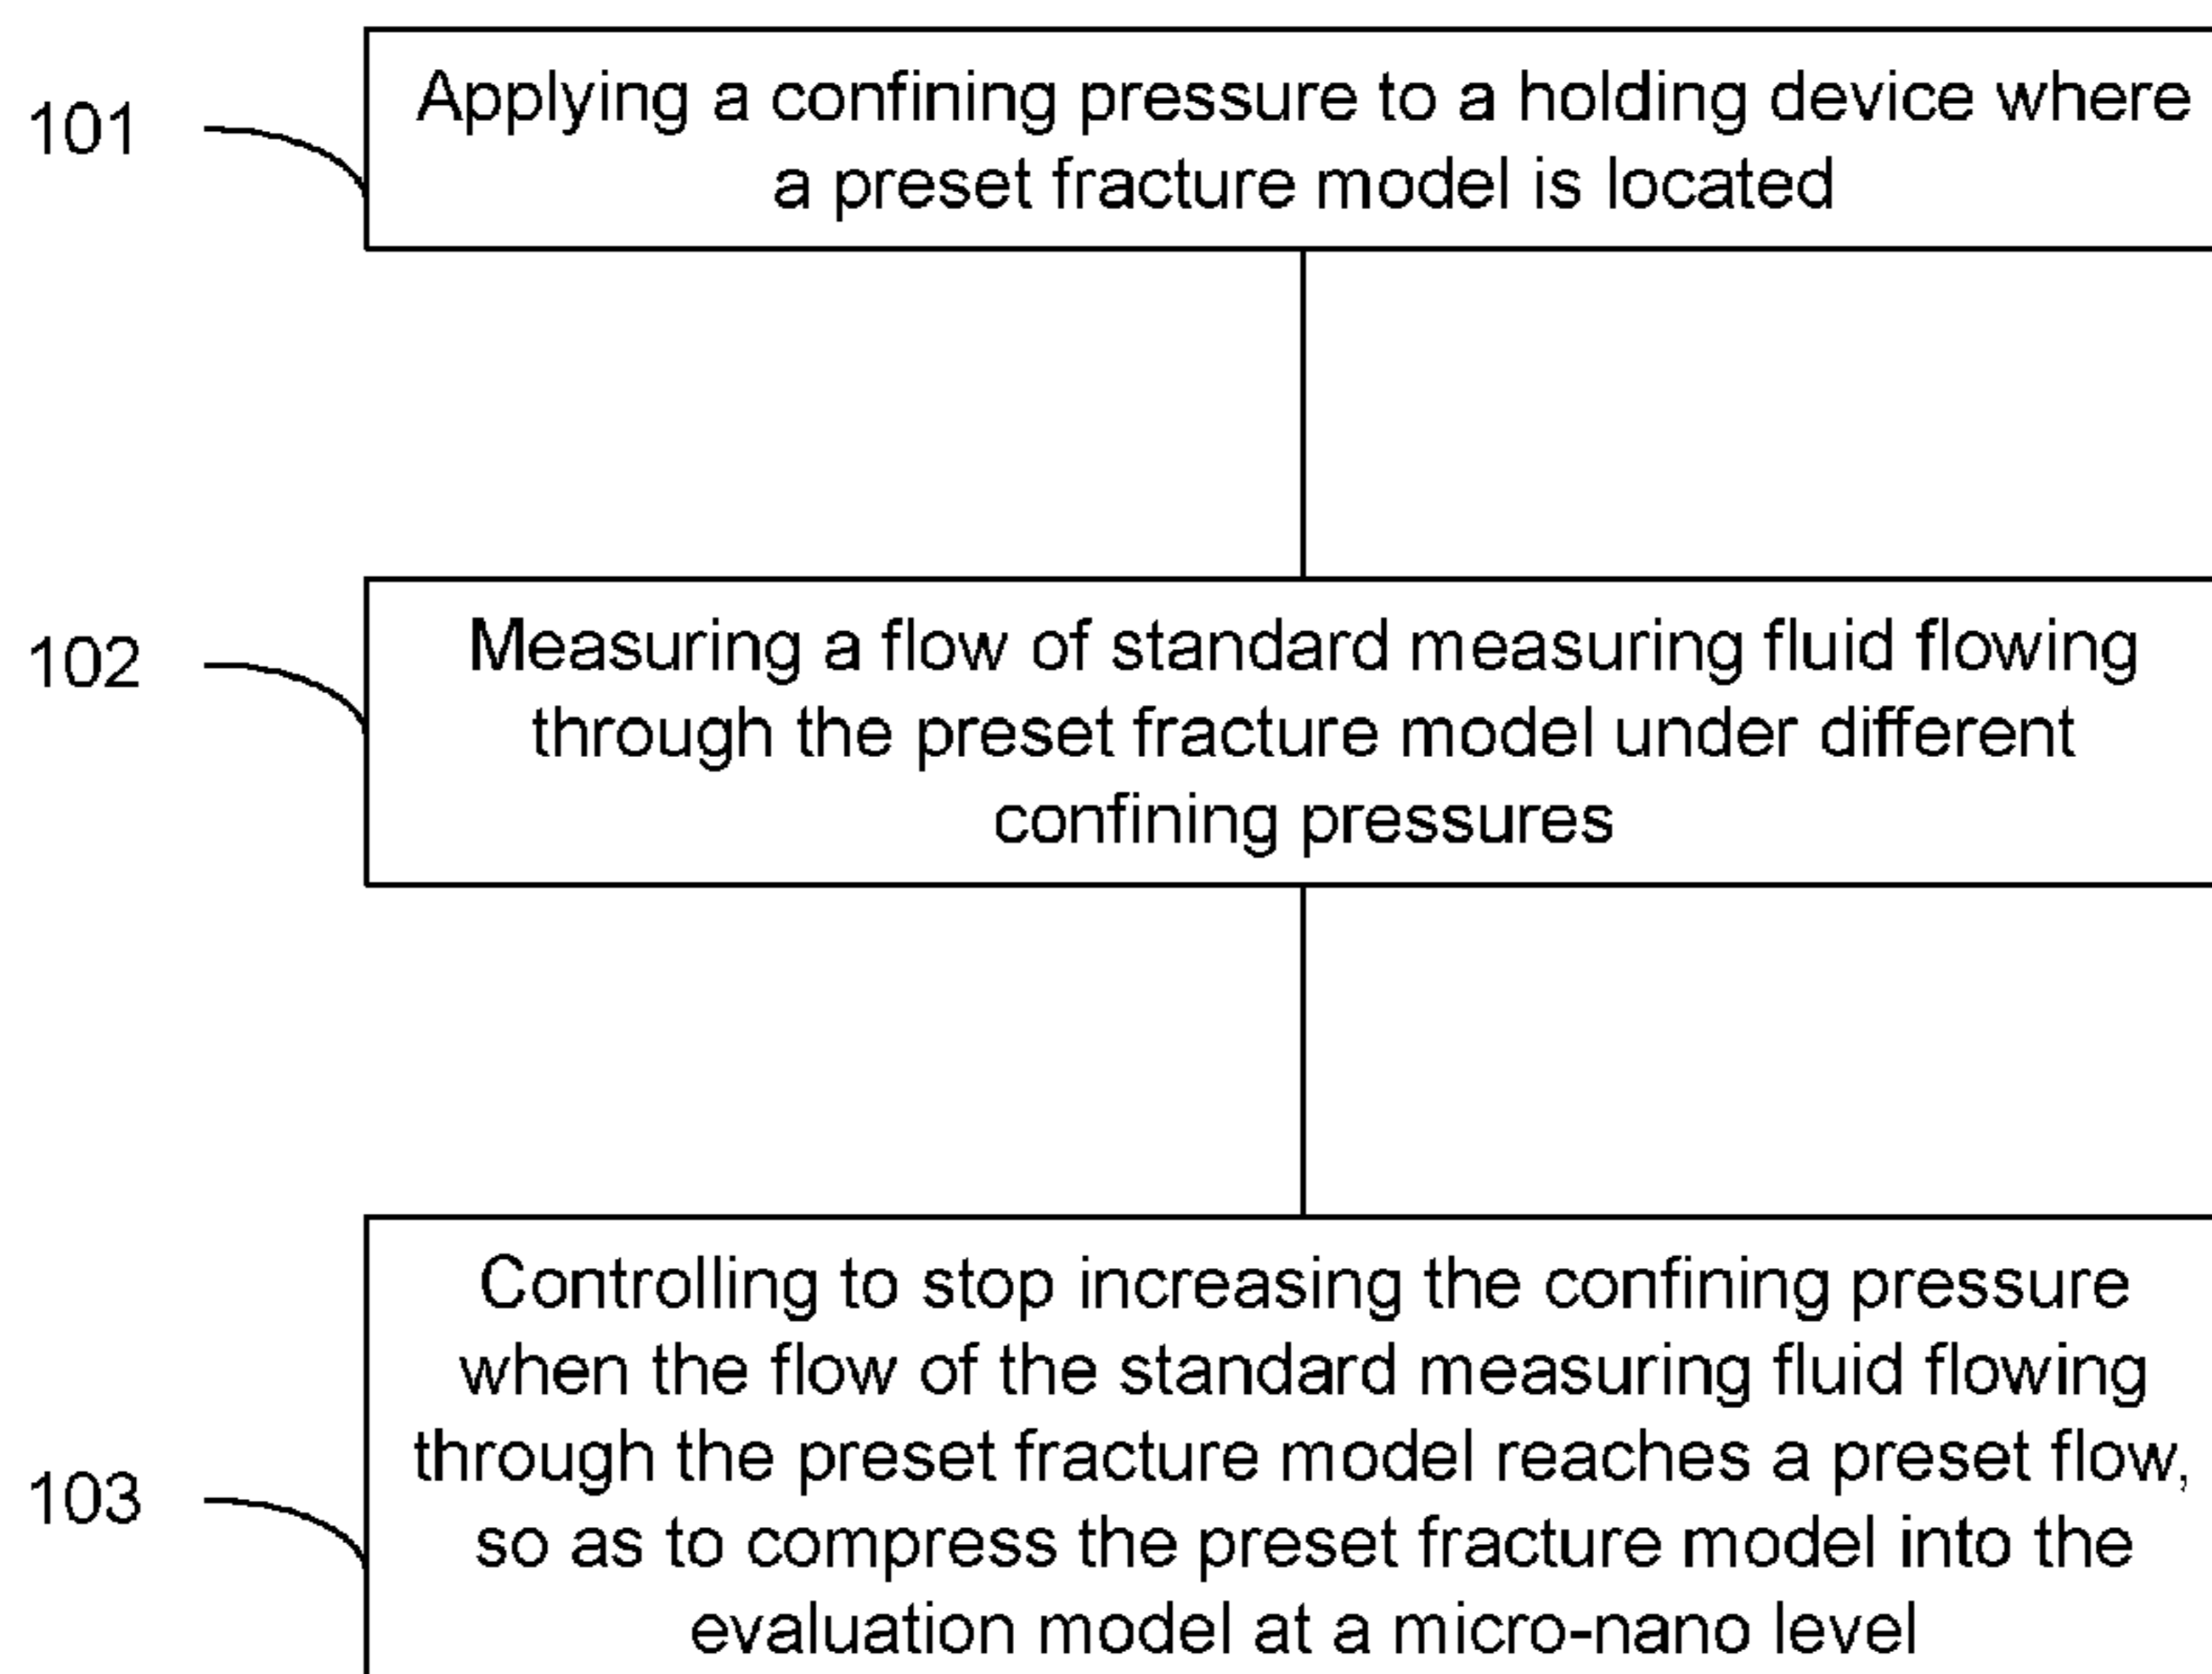 101
Applying a confining pressure to a holding device where
a preset fracture model is located
102
Measuring a flow of standard measuring fluid flowing
through the preset fracture model under different
confining pressures
103
Controlling to stop increasing the confining pressure
when the flow of the standard measuring fluid flowing
through the preset fracture model reaches a preset flow,
so as to compress the preset fracture model into the
evaluation model at a micro-nano level